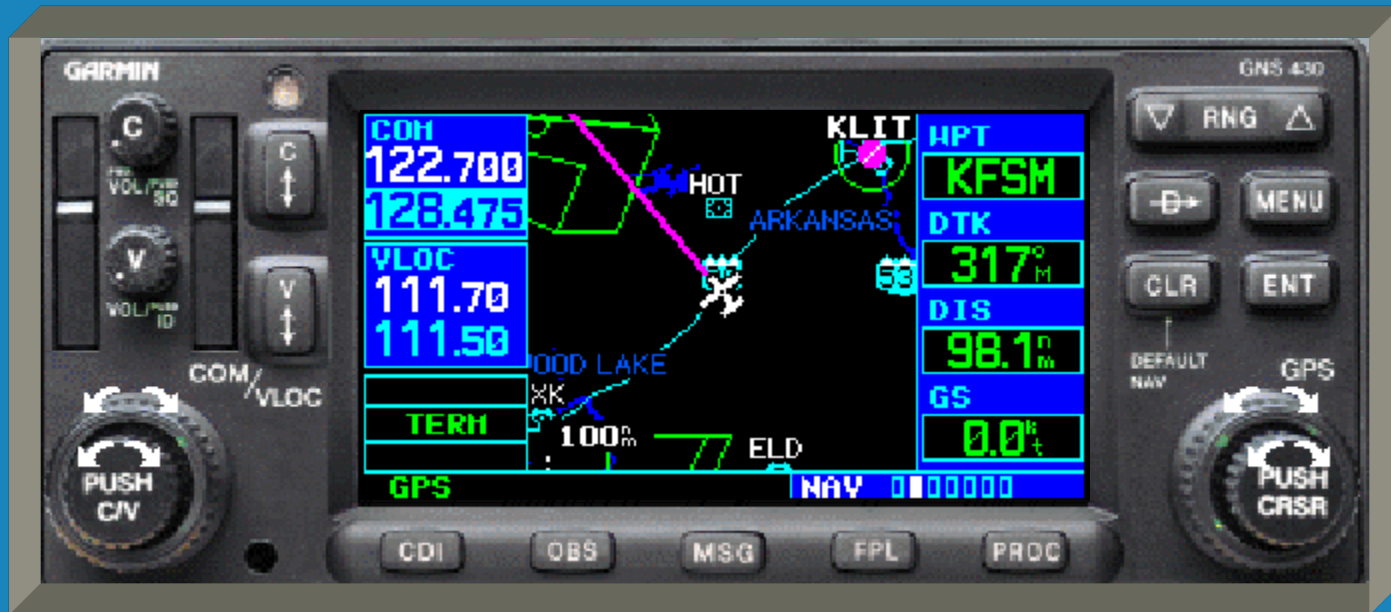 GARMIN
GNS 430
C
VOL/PUSH SQ
V
VOL/PUSH ID
C
V
COM/VLOC
PUSH
C/V
COM
122.700
128.475
VLOC
111.70
111.50
TERM
GPS
KLIT
HOT
ARKANSAS
53
OOD LAKE
XK
100nm
ELD
NAV
WPT
KFSM
DTK
317°M
DIS
98.1nm
GS
0.0kt
RNG
D
MENU
CLR
ENT
DEFAULT
NAV
GPS
PUSH
CRSR
CDI
OBS
MSG
FPL
PROC